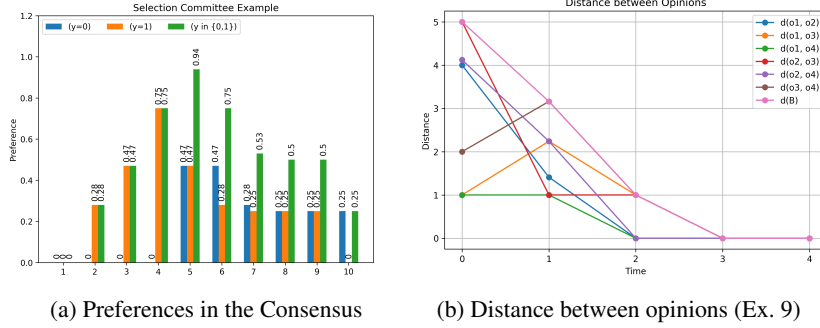 Selection Committee Example
(y=0) (y=1) (y in {0,1})
Preference
1.2
1.0
0.8
0.6
0.4
0.2
0.0
0 0 0
0 0.28 0.28
0 0.47 0.47
0 0.75 0.75
0.47 0.47 0.94
0.47 0.28 0.75
0.28 0.25 0.53
0.25 0.25 0.5
0.25 0.25 0.5
0.25 0 0.25
1 2 3 4 5 6 7 8 9 10
(a) Preferences in the Consensus
Distance between Opinions
Distance
5
4
3
2
1
0
d(o1, o2)
d(o1, o3)
d(o1, o4)
d(o2, o3)
d(o2, o4)
d(o3, o4)
d(B)
0 1 2 3 4
Time
(b) Distance between opinions (Ex. 9)